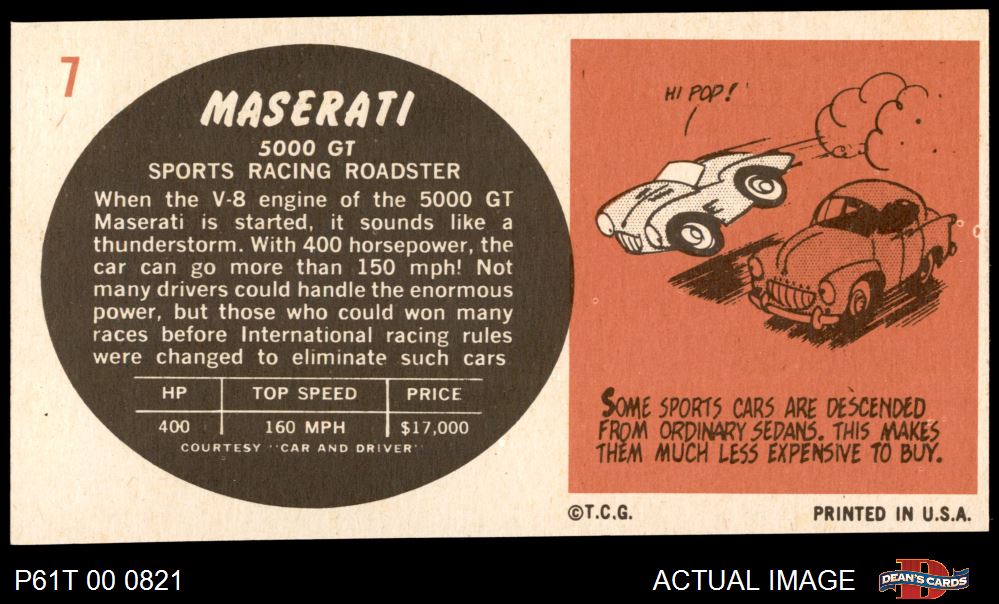 7
MASERATI
5000 GT
SPORTS RACING ROADSTER
When the V-8 engine of the 5000 GT
Maserati is started, it sounds like a
thunderstorm. With 400 horsepower, the
car can go more than 150 mph! Not
many drivers could handle the enormous
power, but those who could won many
races before International racing rules
were changed to eliminate such cars
HP TOP SPEED PRICE
400 160 MPH $17,000
COURTESY "CAR AND DRIVER"
HI POP!
SOME SPORTS CARS ARE DESCENDED
FROM ORDINARY SEDANS. THIS MAKES
THEM MUCH LESS EXPENSIVE TO BUY.
©T.C.G. PRINTED IN U.S.A.
P61T 00 0821 ACTUAL IMAGE DEAN'S CARDS